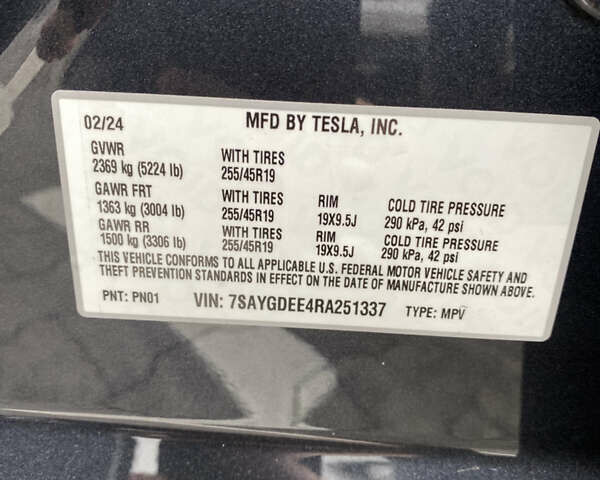 02/24 MFD BY TESLA, INC.
GVWR
2369 kg (5224 lb) WITH TIRES 255/45R19
GAWR FRT
1363 kg (3004 lb) WITH TIRES 255/45R19 RIM 19X9.5J COLD TIRE PRESSURE 290 kPa, 42 psi
GAWR RR
1500 kg (3306 lb) WITH TIRES 255/45R19 RIM 19X9.5J COLD TIRE PRESSURE 290 kPa, 42 psi
THIS VEHICLE CONFORMS TO ALL APPLICABLE U.S. FEDERAL MOTOR VEHICLE SAFETY AND
THEFT PREVENTION STANDARDS IN EFFECT ON THE DATE OF MANUFACTURE SHOWN ABOVE.
PNT: PN01 VIN: 7SAYGDEE4RA251337 TYPE: MPV